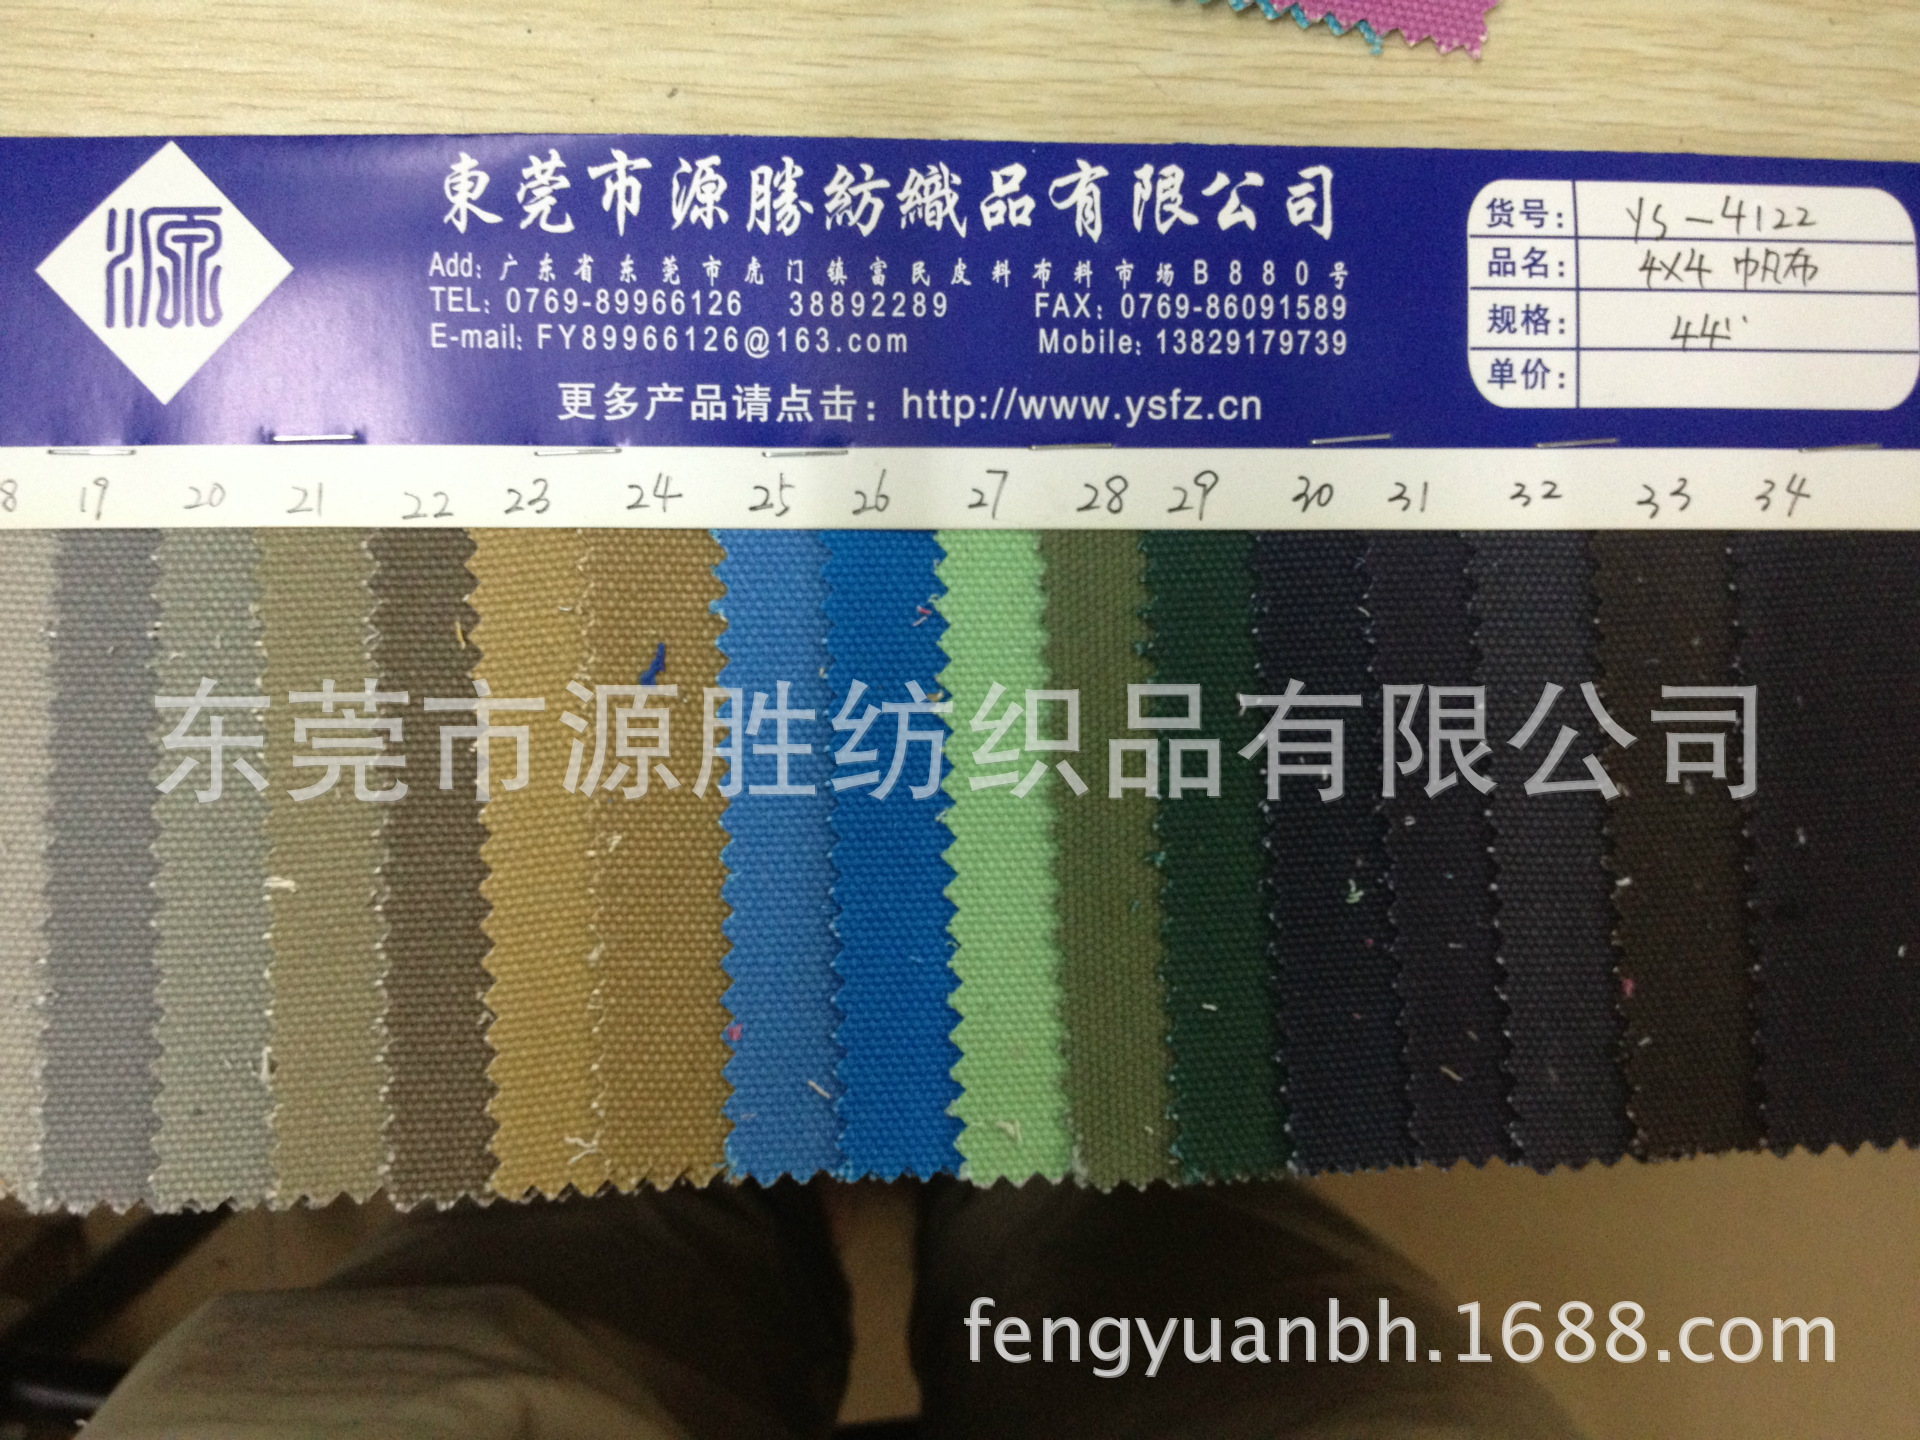 源
東莞市源勝紡織品有限公司
Add: 广东省东莞市虎门镇富民皮料布料市场B880号
TEL: 0769-89966126 38892289 FAX: 0769-86091589
E-mail: FY89966126@163.com Mobile: 13829179739
更多产品请点击: http://www.ysfz.cn
货号: YS-4122
品名: 4X4 帆布
规格: 44"
单价:
8 19 20 21 22 23 24 25 26 27 28 29 30 31 32 33 34
东莞市源胜纺织品有限公司
fengyuanbh.1688.com